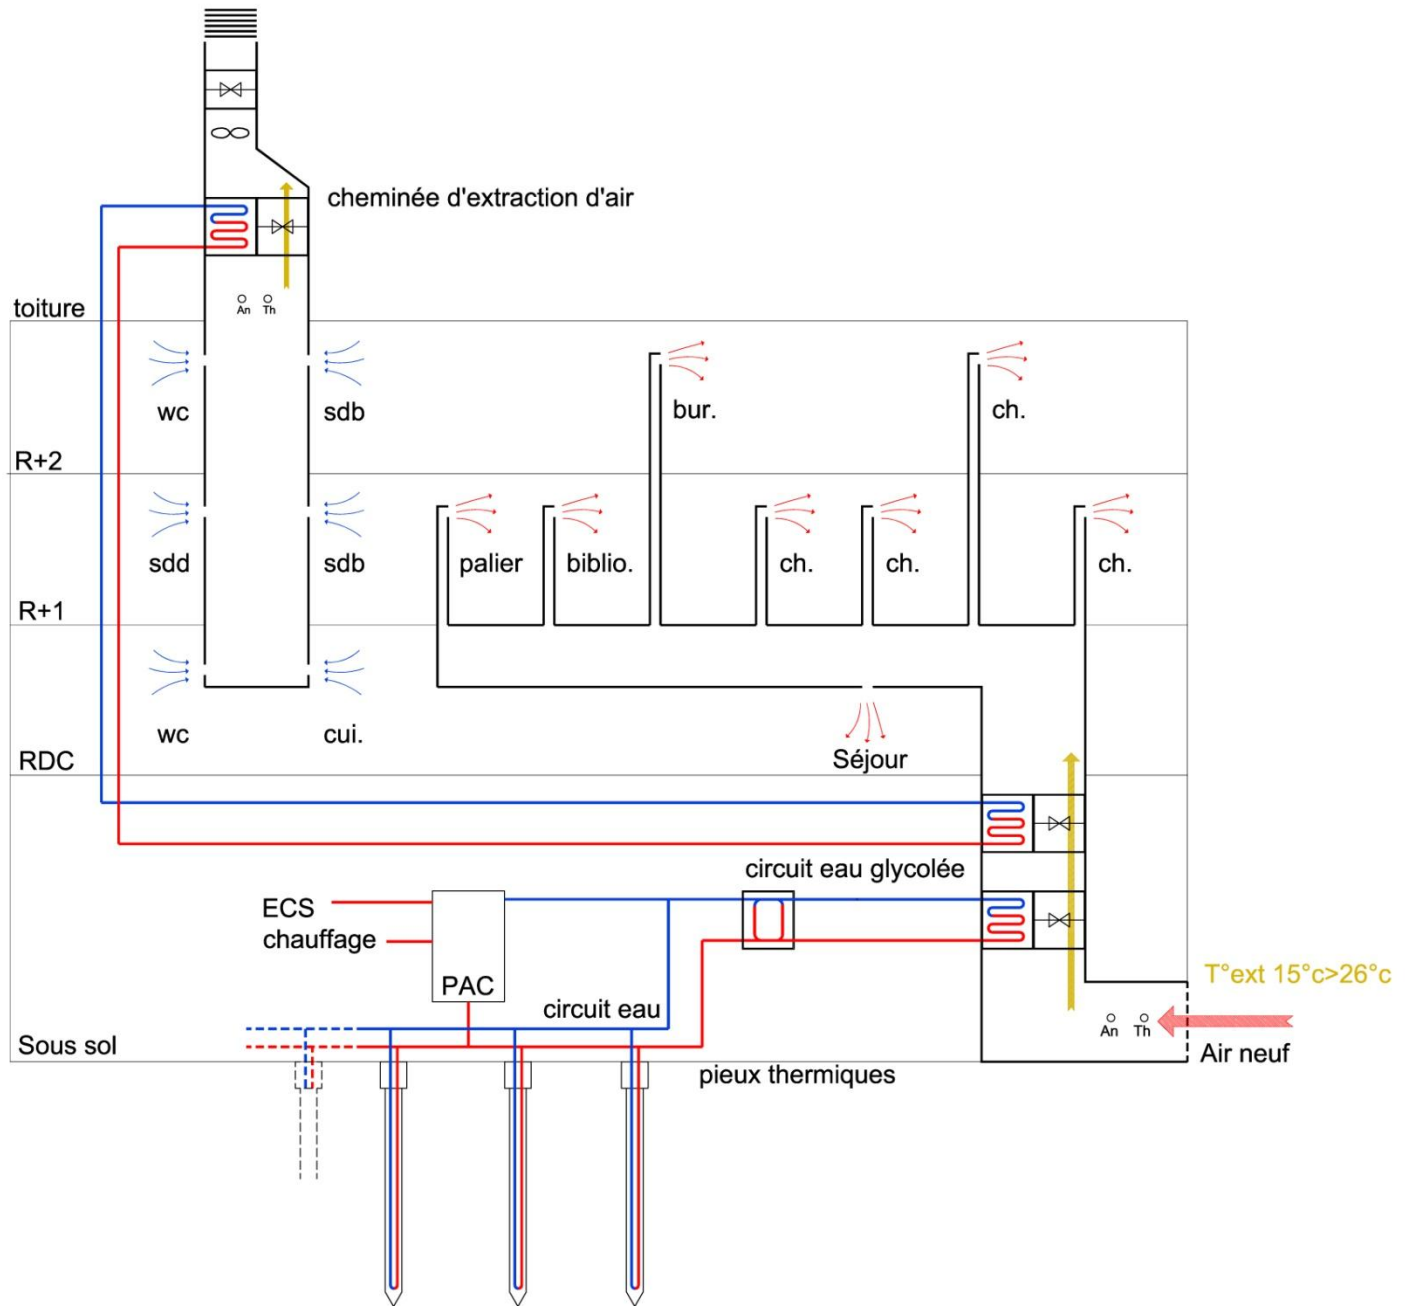 cheminée d'extraction d'air
An Th
toiture
wc sdb bur. ch.
R+2
sdd sdb palier biblio. ch. ch. ch.
R+1
wc cui. Séjour
RDC
circuit eau glycolée
ECS
chauffage
PAC
circuit eau
T°ext 15°c>26°c
An Th
Sous sol
Air neuf
pieux thermiques